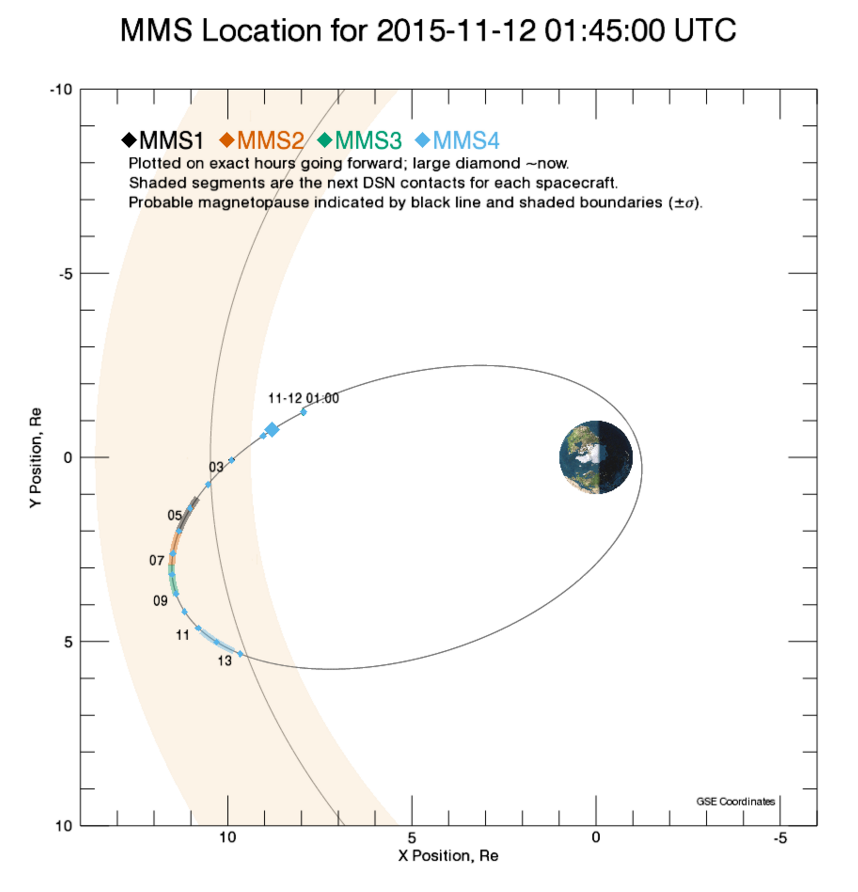 MMS Location for 2015-11-12 01:45:00 UTC
-10
◆MMS1 ◆MMS2 ◆MMS3 ◆MMS4
Plotted on exact hours going forward; large diamond ~now.
Shaded segments are the next DSN contacts for each spacecraft.
Probable magnetopause indicated by black line and shaded boundaries (±σ).
-5
11-12 01:00
Y Position, Re
0
03
05
07
09
11
5
13
GSE Coordinates
10
10 5 0 -5
X Position, Re